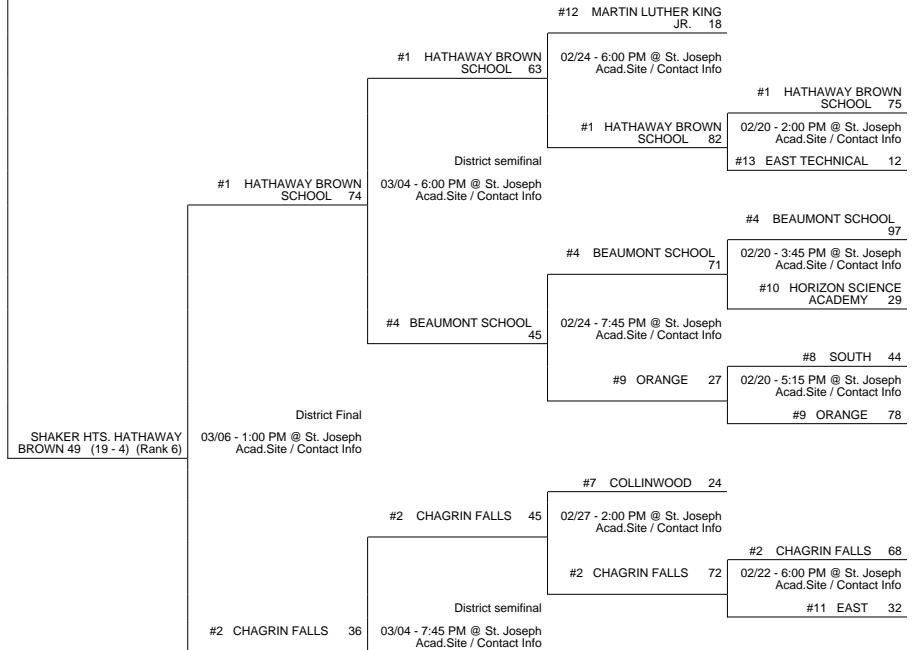 #12 MARTIN LUTHER KING
JR. 18
#1 HATHAWAY BROWN
SCHOOL 63
02/24 - 6:00 PM @ St. Joseph
Acad.Site / Contact Info
#1 HATHAWAY BROWN
SCHOOL 75
#1 HATHAWAY BROWN
SCHOOL 82
02/20 - 2:00 PM @ St. Joseph
Acad.Site / Contact Info
#13 EAST TECHNICAL 12
District semifinal
#1 HATHAWAY BROWN
SCHOOL 74
03/04 - 6:00 PM @ St. Joseph
Acad.Site / Contact Info
#4 BEAUMONT SCHOOL
97
#4 BEAUMONT SCHOOL
71
02/20 - 3:45 PM @ St. Joseph
Acad.Site / Contact Info
#10 HORIZON SCIENCE
ACADEMY 29
#4 BEAUMONT SCHOOL
45
02/24 - 7:45 PM @ St. Joseph
Acad.Site / Contact Info
#8 SOUTH 44
#9 ORANGE 27
02/20 - 5:15 PM @ St. Joseph
Acad.Site / Contact Info
#9 ORANGE 78
District Final
SHAKER HTS. HATHAWAY
BROWN 49 (19 - 4) (Rank 6)
03/06 - 1:00 PM @ St. Joseph
Acad.Site / Contact Info
#7 COLLINWOOD 24
#2 CHAGRIN FALLS 45
02/27 - 2:00 PM @ St. Joseph
Acad.Site / Contact Info
#2 CHAGRIN FALLS 68
#2 CHAGRIN FALLS 72
02/22 - 6:00 PM @ St. Joseph
Acad.Site / Contact Info
#11 EAST 32
District semifinal
#2 CHAGRIN FALLS 36
03/04 - 7:45 PM @ St. Joseph
Acad.Site / Contact Info